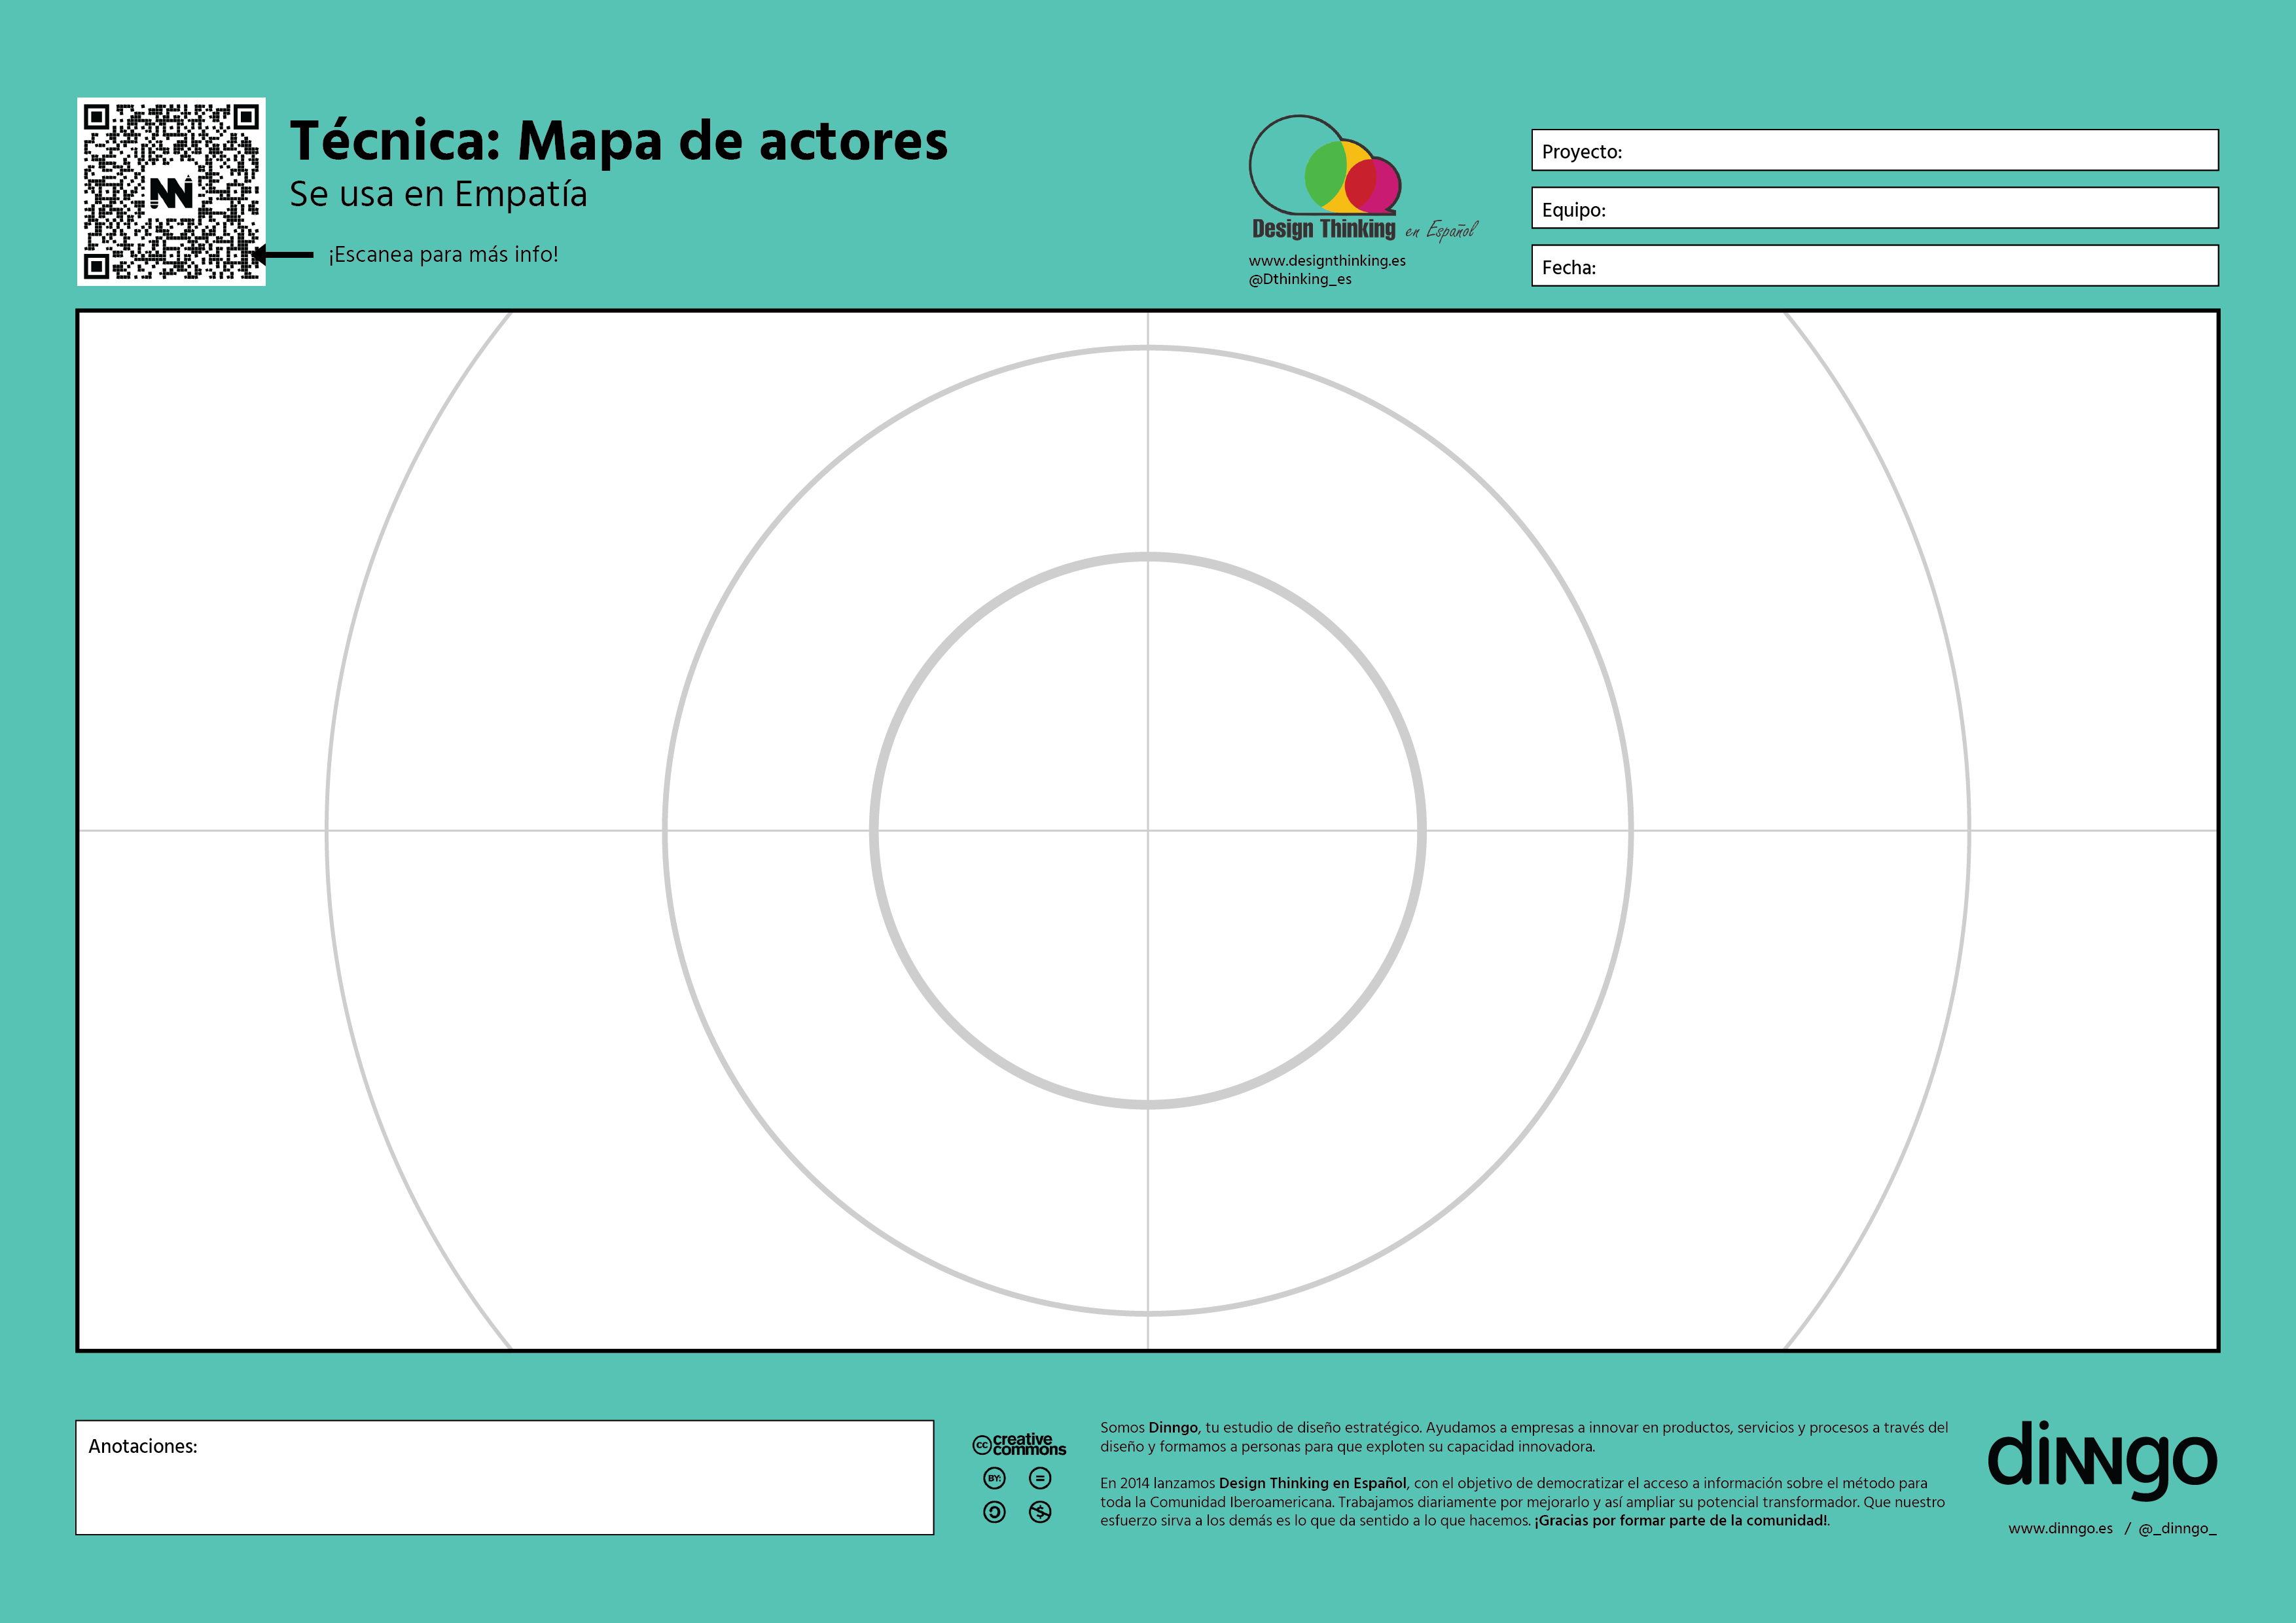 Técnica: Mapa de actores
Se usa en Empatía
¡Escanea para más info!
Design Thinking en Español
www.designthinking.es
@Dthinking_es
Proyecto:
Equipo:
Fecha:
Anotaciones:
cc creative commons
BY:
Somos Dinngo, tu estudio de diseño estratégico. Ayudamos a empresas a innovar en productos, servicios y procesos a través del
diseño y formamos a personas para que exploten su capacidad innovadora.
En 2014 lanzamos Design Thinking en Español, con el objetivo de democratizar el acceso a información sobre el método para
toda la Comunidad Iberoamericana. Trabajamos diariamente por mejorarlo y así ampliar su potencial transformador. Que nuestro
esfuerzo sirva a los demás es lo que da sentido a lo que hacemos. ¡Gracias por formar parte de la comunidad!.
dinngo
www.dinngo.es / @_dinngo_